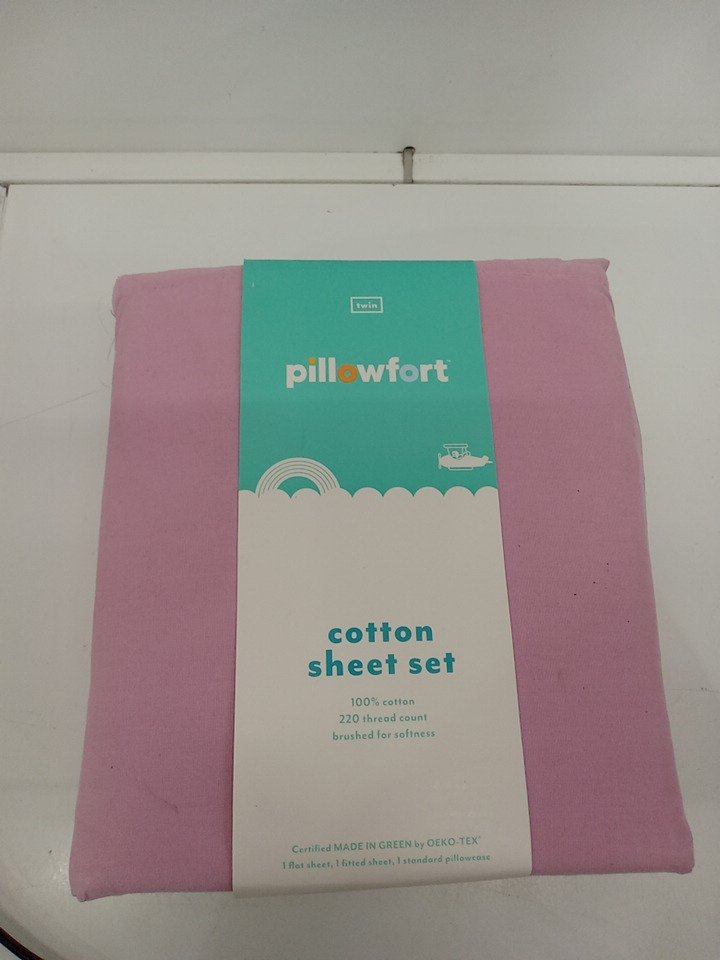 twin
pillowfort™
cotton
sheet set
100% cotton
220 thread count
brushed for softness
Certified MADE IN GREEN by OEKO-TEX®
1 flat sheet, 1 fitted sheet, 1 standard pillowcase